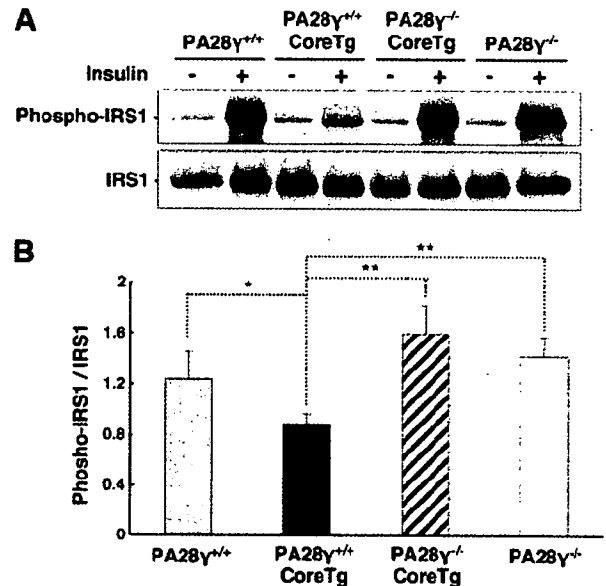 A
PA28γ+/+ PA28γ+/+ CoreTg PA28γ-/- CoreTg PA28γ-/-
Insulin - + - + - + - +
Phospho-IRS1
IRS1
B
Phosho-IRS1 / IRS1
2
1.6
1.2
0.8
0.4
0
*
**
**
PA28γ+/+ PA28γ+/+ CoreTg PA28γ-/- CoreTg PA28γ-/-